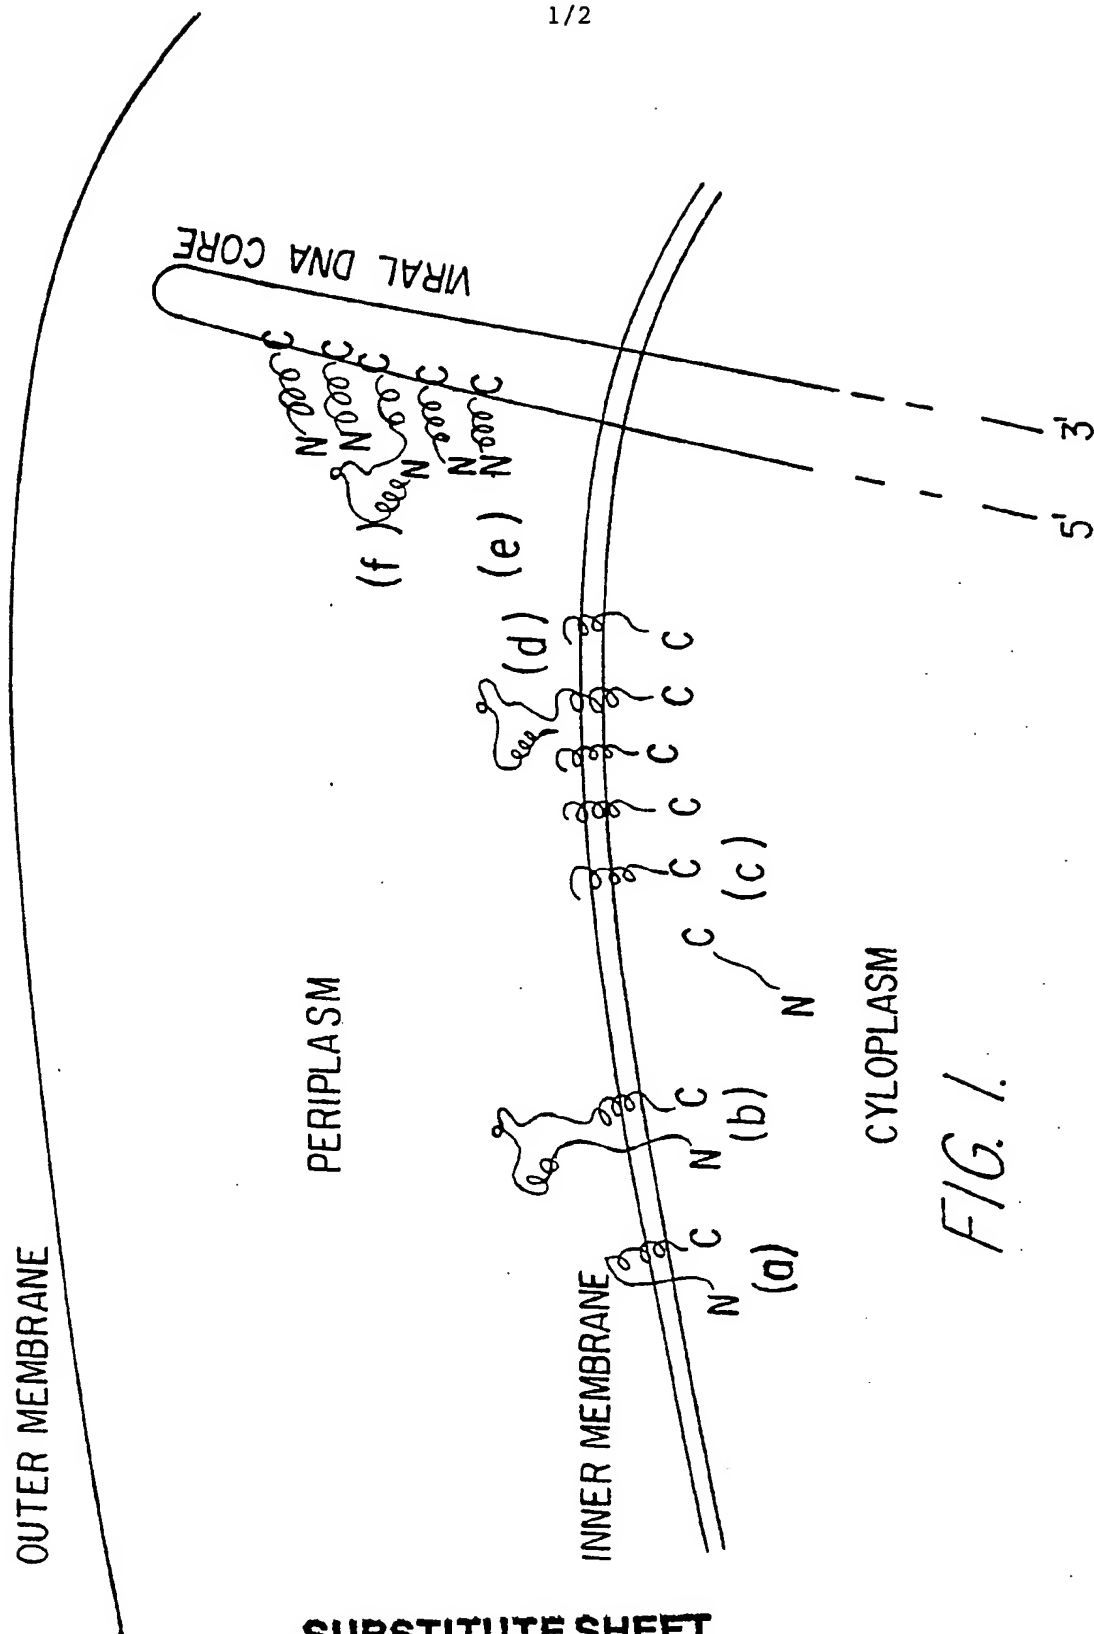 1/2
OUTER MEMBRANE
PERIPLASM
INNER MEMBRANE
VIRAL DNA CORE
C
N
C
N
C
N
C
N
C
N
(f)
(e)
(d)
(a)
N
C
(b)
N
C
N
C
(c)
C
C
C
C
C
5'
3'
CYLOPLASM
FIG. 1.
SUBSTITUTE SHEET